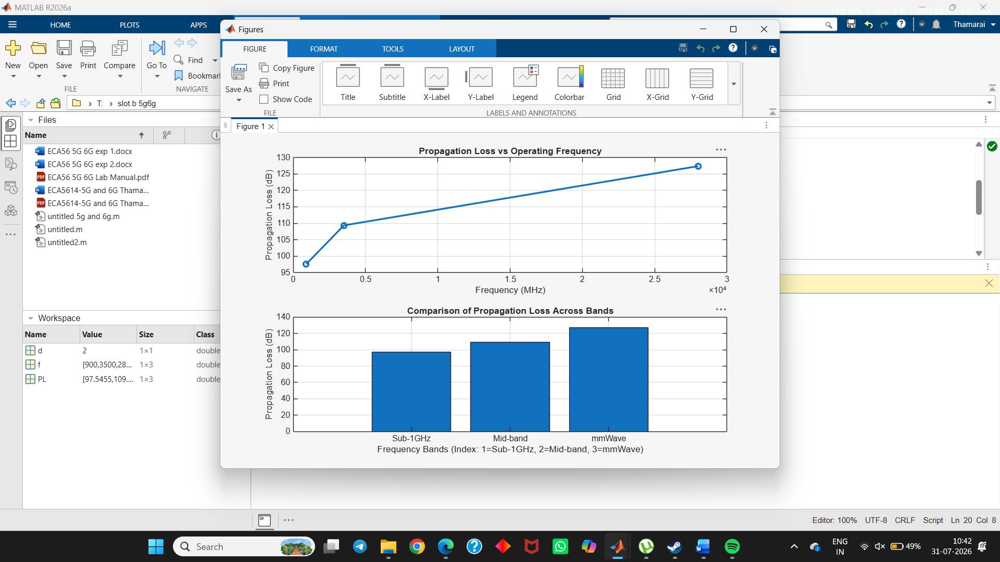 MATLAB R2026a
FPS N/A | GPU 0% | CPU 53% | LAT N/A
HOME PLOTS APPS
Thamarai
New Open Save Print Compare Go To Find Bookmark
FILE NAVIGATE
T: slot b 5g6g
Files
Name
ECA56 5G 6G exp 1.docx
ECA56 5G 6G exp 2.docx
ECA56 5G 6G Lab Manual.pdf
ECA5614-5G and 6G Thama...
ECA5614-5G and 6G Thama...
untitled 5g and 6g.m
untitled.m
untitled2.m
Workspace
Name Value Size Class
d 2 1×1 double
f [900,3500,28... 1×3 double
PL [97.5455,109.... 1×3 double
Figures
FIGURE FORMAT TOOLS LAYOUT
Save As Copy Figure
Print
Show Code
FILE
Title Subtitle X-Label Y-Label Legend Colorbar Grid X-Grid Y-Grid
LABELS AND ANNOTATIONS
Figure 1
Propagation Loss vs Operating Frequency
Propagation Loss (dB)
130
125
120
115
110
105
100
95
0 0.5 1 1.5 2 2.5 3
Frequency (MHz) ×10⁴
Comparison of Propagation Loss Across Bands
Propagation Loss (dB)
140
120
100
80
60
40
20
0
Sub-1GHz Mid-band mmWave
Frequency Bands (Index: 1=Sub-1GHz, 2=Mid-band, 3=mmWave)
Editor: 100% UTF-8 CRLF Script Ln 20 Col 8
Search
ENG
IN
49%
10:42
31-07-2026